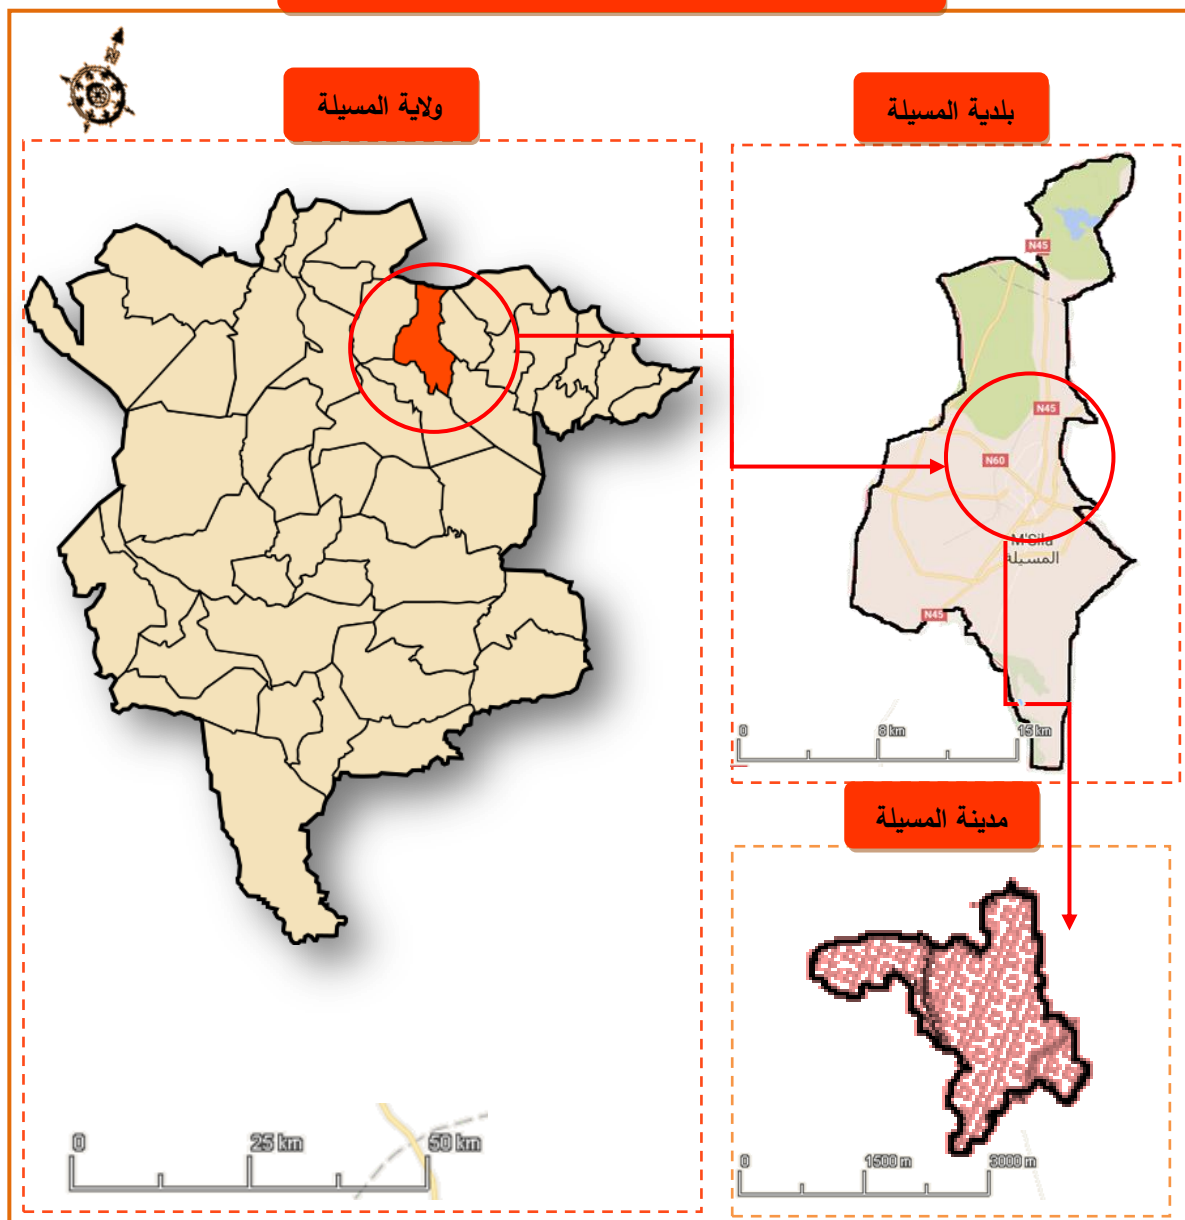 ولاية المسيلة
بلدية المسيلة
N45
N45
N60
M'Sila
المسيلة
N45
0 8 km 15 km
مدينة المسيلة
0 25 km 50 km
0 1500 m 3000 m